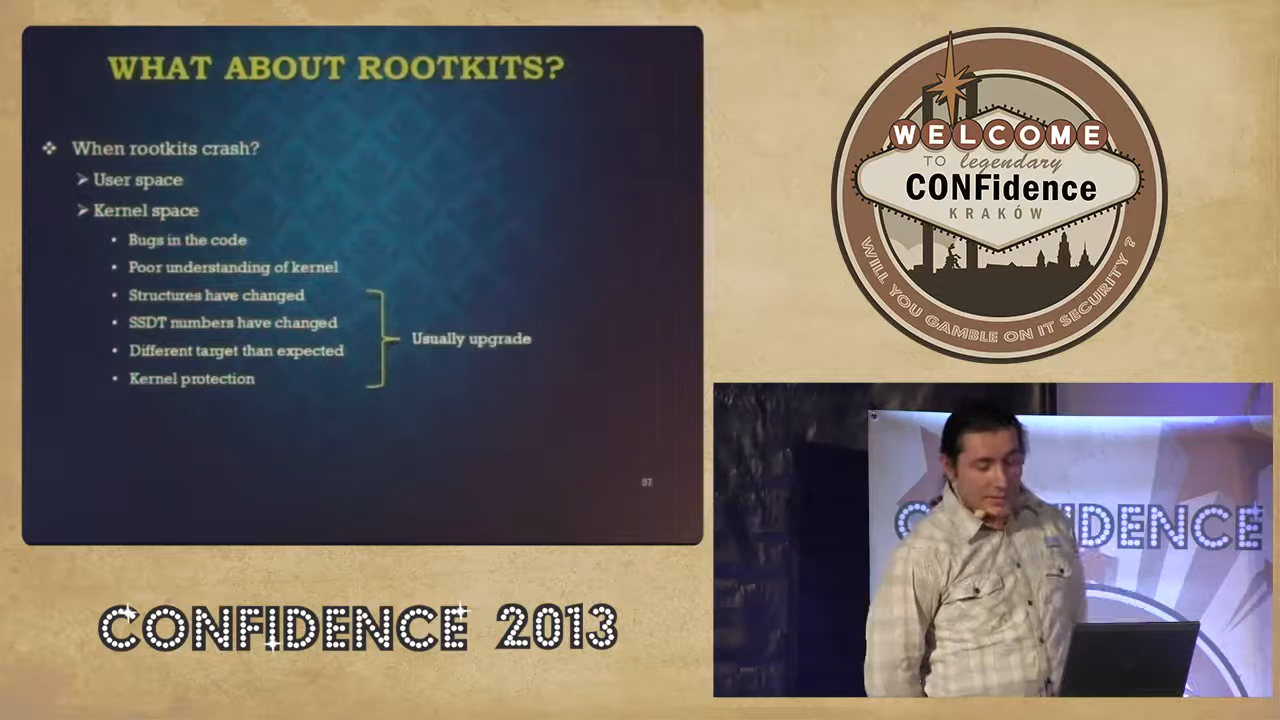 WHAT ABOUT ROOTKITS?
When rootkits crash?
User space
Kernel space
Bugs in the code
Poor understanding of kernel
Structures have changed
SSDT numbers have changed
Different target than expected
Kernel protection
Usually upgrade
57
CONFIDENCE 2013
WELCOME
TO legendary
CONFidence
KRAKÓW
WILL YOU GAMBLE ON IT SECURITY?
DENCE